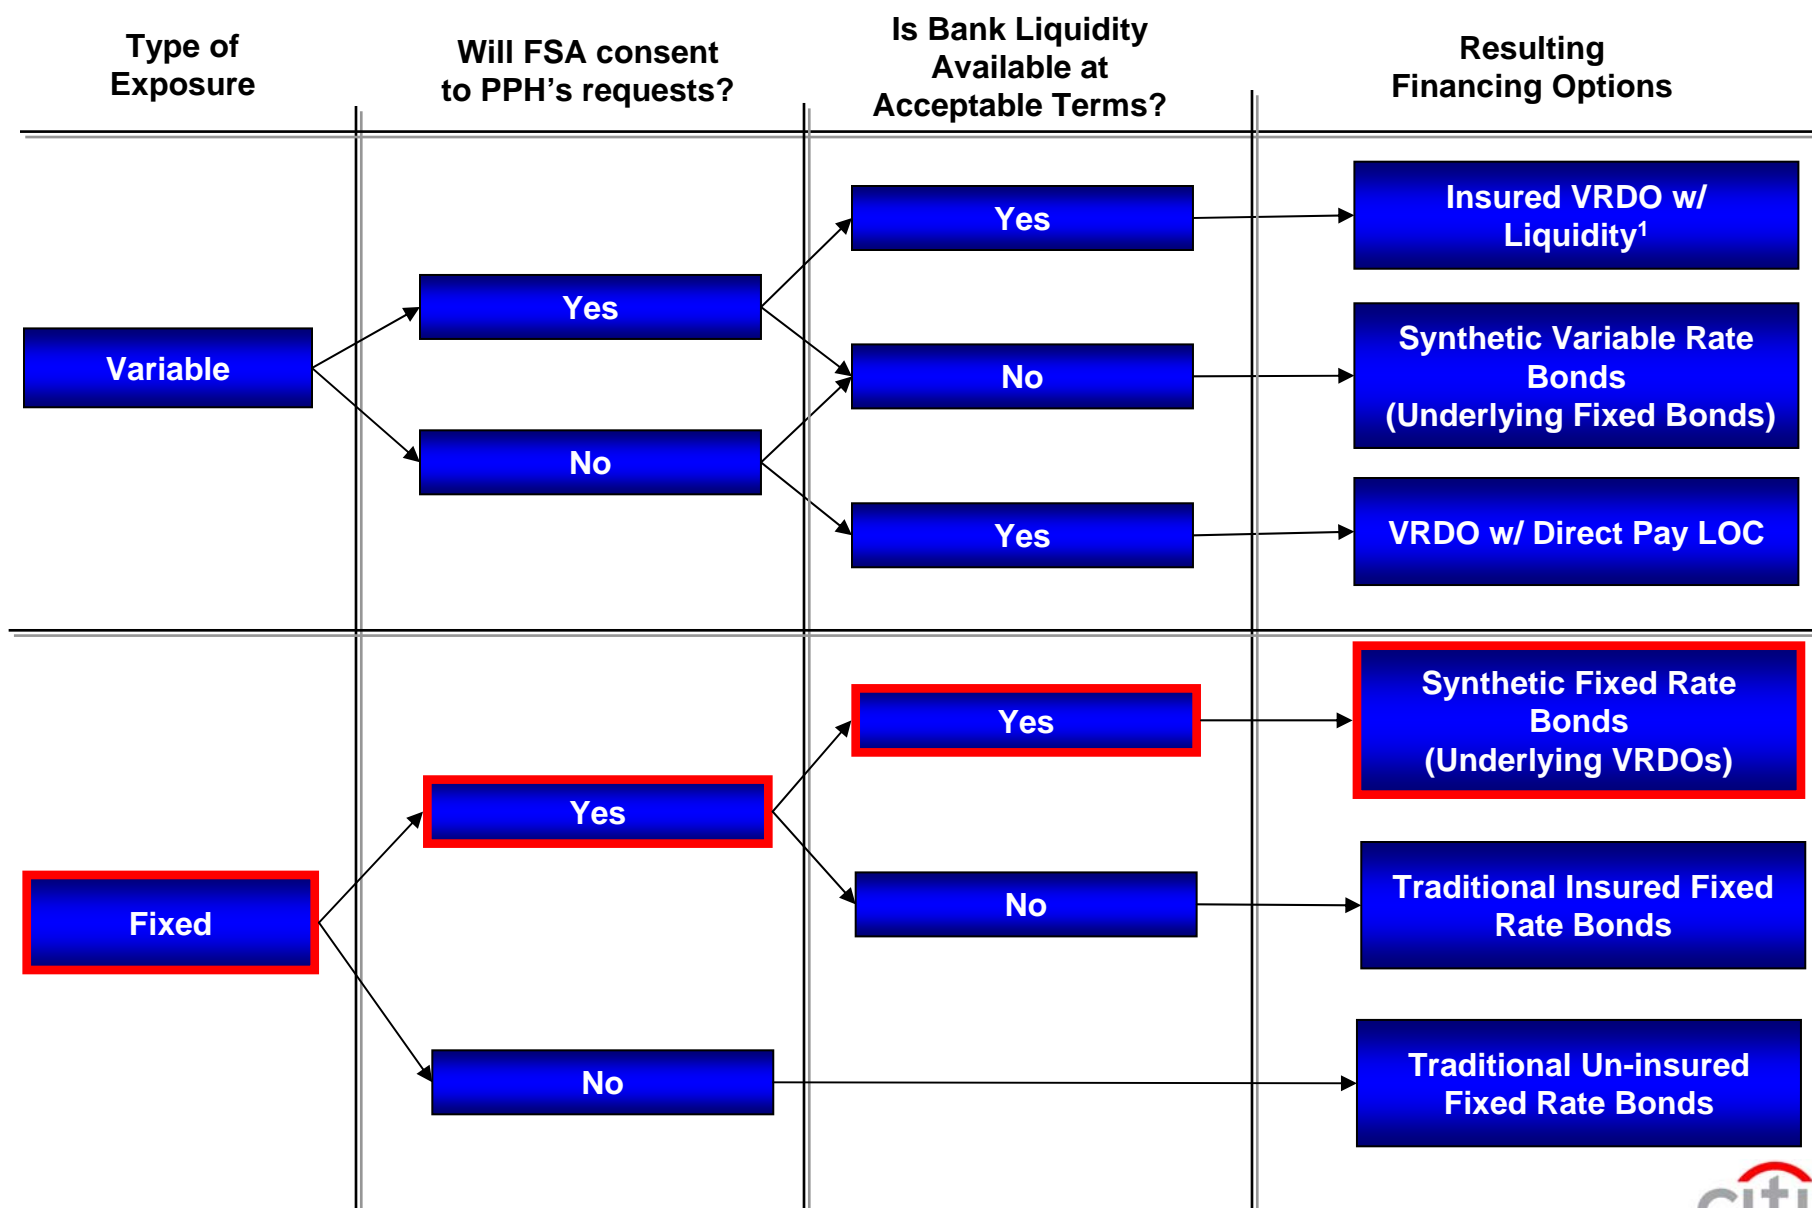 Type of
Exposure
Will FSA consent
to PPH's requests?
Is Bank Liquidity
Available at
Acceptable Terms?
Resulting
Financing Options
Variable
Yes
No
Yes
No
Yes
Insured VRDO w/
Liquidity1
Synthetic Variable Rate
Bonds
(Underlying Fixed Bonds)
VRDO w/ Direct Pay LOC
Fixed
Yes
No
Yes
No
Synthetic Fixed Rate
Bonds
(Underlying VRDOs)
Traditional Insured Fixed
Rate Bonds
Traditional Un-insured
Fixed Rate Bonds
citi